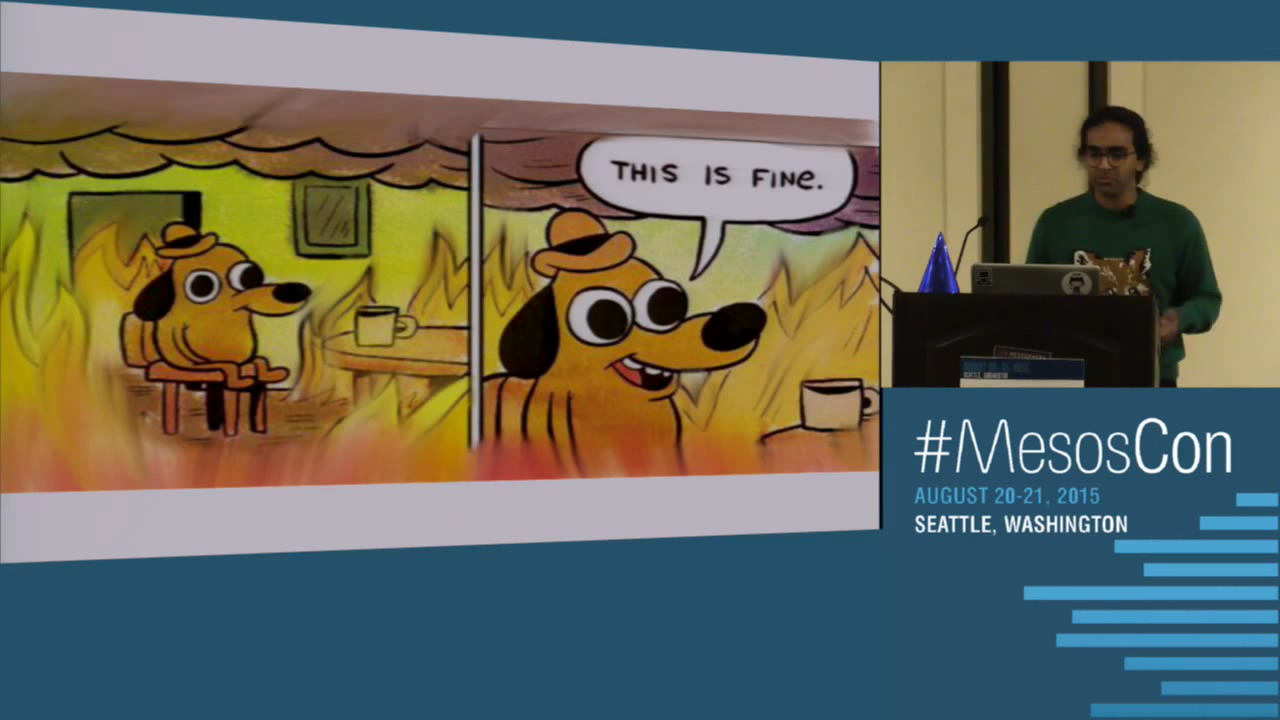 THIS IS FINE.
#MesosCon
AUGUST 20-21, 2015
SEATTLE, WASHINGTON